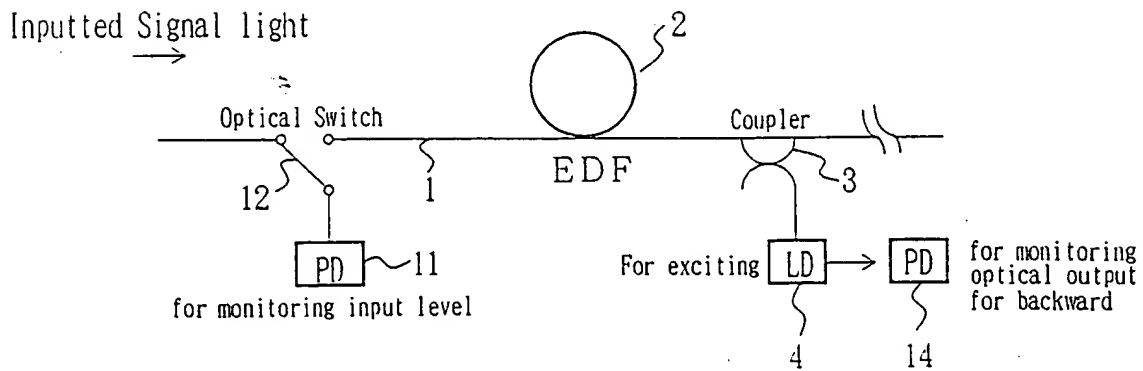 Inputted Signal light
2
Optical Switch
Coupler
12
1
EDF
3
PD
11
for monitoring input level
For exciting
LD
PD
for monitoring
optical output
for backward
4
14